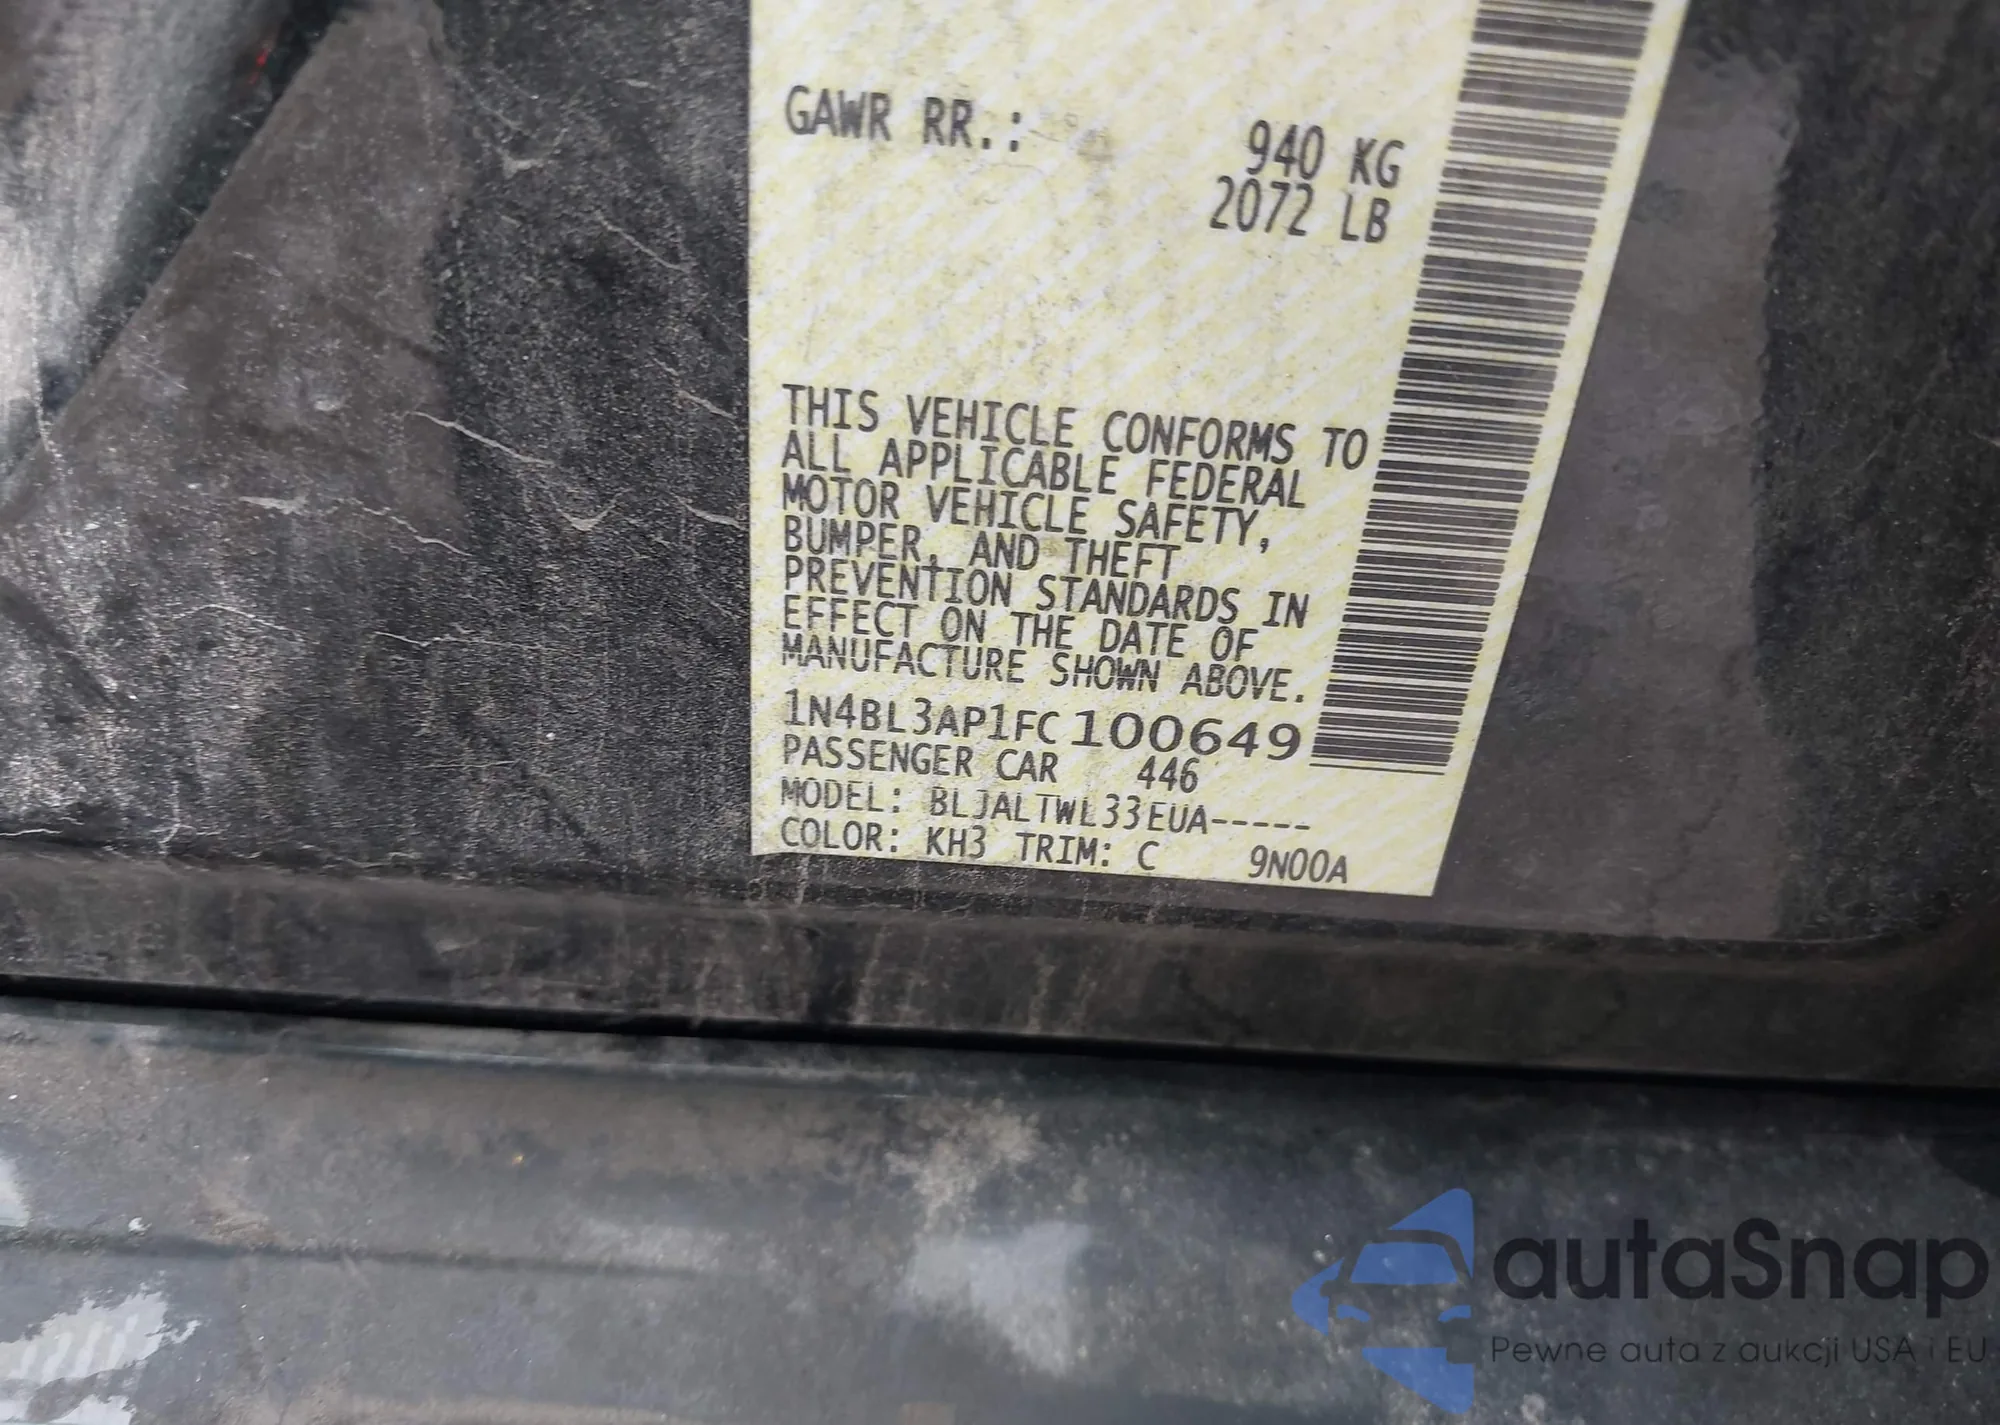 GAWR RR.: 940 KG
2072 LB
THIS VEHICLE CONFORMS TO
ALL APPLICABLE FEDERAL
MOTOR VEHICLE SAFETY,
BUMPER, AND THEFT
PREVENTION STANDARDS IN
EFFECT ON THE DATE OF
MANUFACTURE SHOWN ABOVE.
1N4BL3AP1FC100649
PASSENGER CAR 446
MODEL: BLJALTWL33EUA-----
COLOR: KH3 TRIM: C 9N00A
autaSnap
Pewne auta z aukcji USA i EU